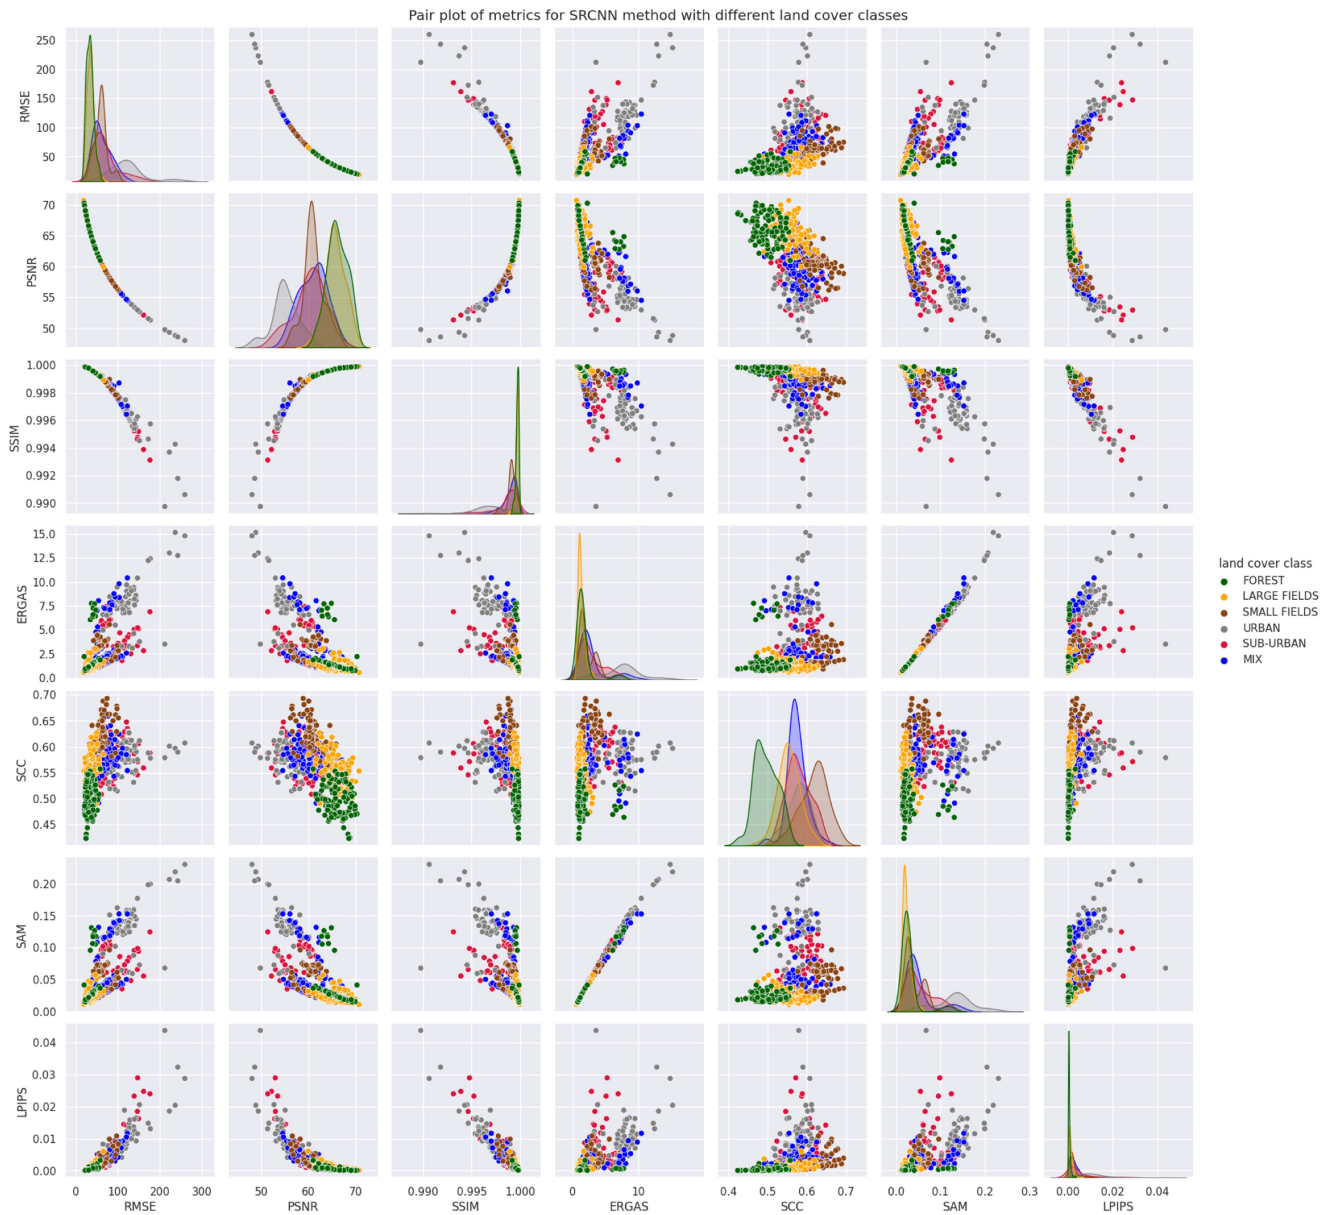 Pair plot of metrics for SRCNN method with different land cover classes
250
200
150
100
50
RMSE
70
65
60
55
50
PSNR
1.000
0.998
0.996
0.994
0.992
0.990
SSIM
15.0
12.5
10.0
7.5
5.0
2.5
0.0
ERGAS
land cover class
FOREST
LARGE FIELDS
SMALL FIELDS
URBAN
SUB-URBAN
MIX
0.70
0.65
0.60
0.55
0.50
0.45
SCC
0.20
0.15
0.10
0.05
0.00
SAM
0.04
0.03
0.02
0.01
0.00
LPIPS
0 100 200 300 50 60 70 0.990 0.995 1.000 0 10 0.4 0.5 0.6 0.7 0.0 0.1 0.2 0.3 0.00 0.02 0.04
RMSE PSNR SSIM ERGAS SCC SAM LPIPS